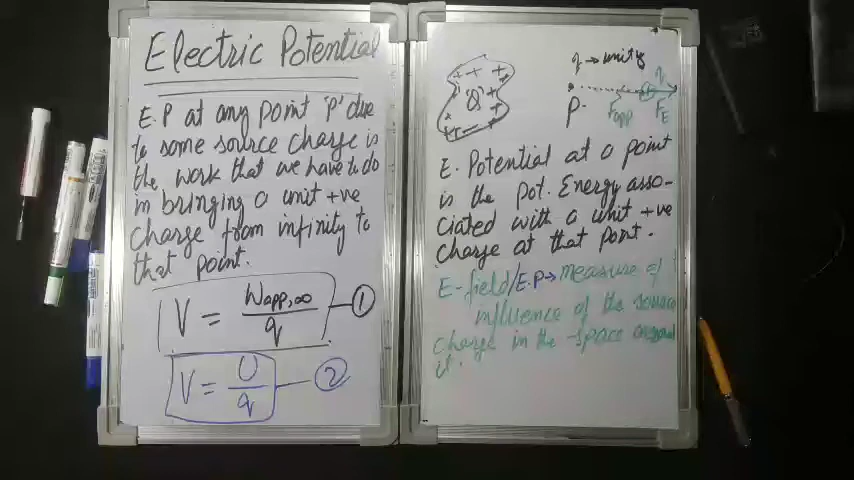 Electric Potential
E.P at any point 'P' due
to some source charge is
the work that we have to do
in bringing a unit +ve
charge from infinity to
that point.
V = Wapp,∞ / q — 1
V = U / q — 2
q → unity
+ + + + + + + Q
q
P. Fapp FE
E. Potential at a point
is the pot. Energy asso-
ciated with a unit +ve
charge at that point.
E-field/E.P → measure of
influence of the source
charge in the space around
it.